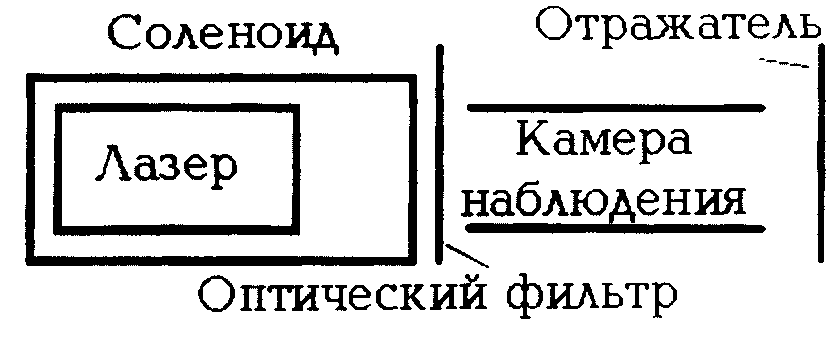 Соленоид
Отражатель
Лазер
Камера
наблюдения
Оптический фильтр